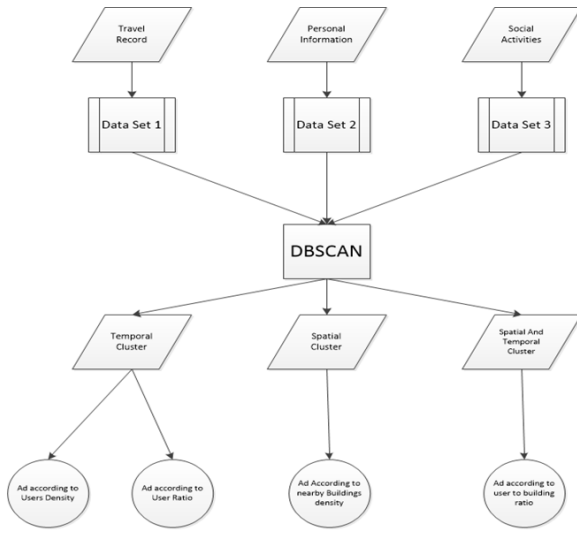 Travel
Record
Personal
Information
Social
Activities
Data Set 1
Data Set 2
Data Set 3
DBSCAN
Temporal
Cluster
Spatial
Cluster
Spatial And
Temporal
Cluster
Ad according to
Users Density
Ad according to
User Ratio
Ad According to
nearby Buildings
density
Ad according to
user to building
ratio